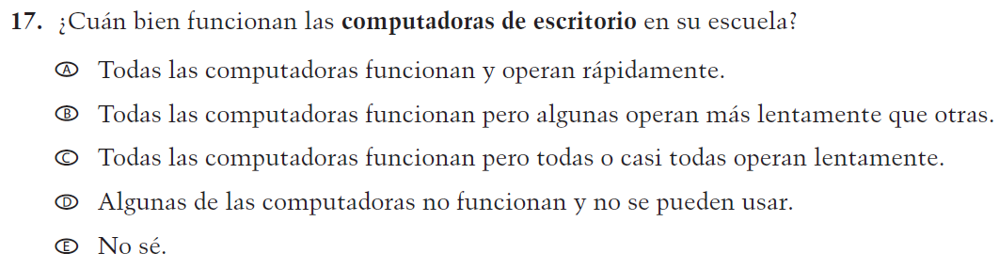 17. ¿Cuán bien funcionan las computadoras de escritorio en su escuela?
A Todas las computadoras funcionan y operan rápidamente.
B Todas las computadoras funcionan pero algunas operan más lentamente que otras.
C Todas las computadoras funcionan pero todas o casi todas operan lentamente.
D Algunas de las computadoras no funcionan y no se pueden usar.
E No sé.